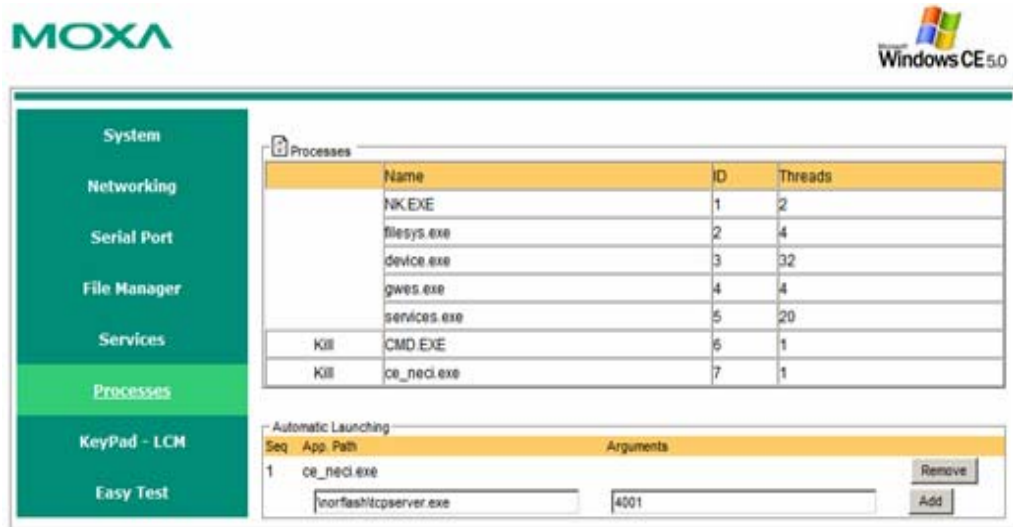 MOXA
Microsoft
Windows CE 5.0
System
Networking
Serial Port
File Manager
Services
Processes
KeyPad - LCM
Easy Test
Processes
Name ID Threads
NK.EXE 1 2
filesys.exe 2 4
device.exe 3 32
gwes.exe 4 4
services.exe 5 20
Kill CMD.EXE 6 1
Kill ce_neci.exe 7 1
Automatic Launching
Seq App. Path Arguments
1 ce_neci.exe Remove
\norflash\tcpserver.exe 4001 Add